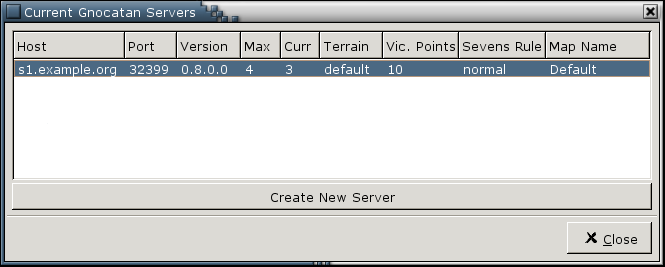 Current Gnocatan Servers
Host Port Version Max Curr Terrain Vic. Points Sevens Rule Map Name
s1.example.org 32399 0.8.0.0 4 3 default 10 normal Default
Create New Server
Close